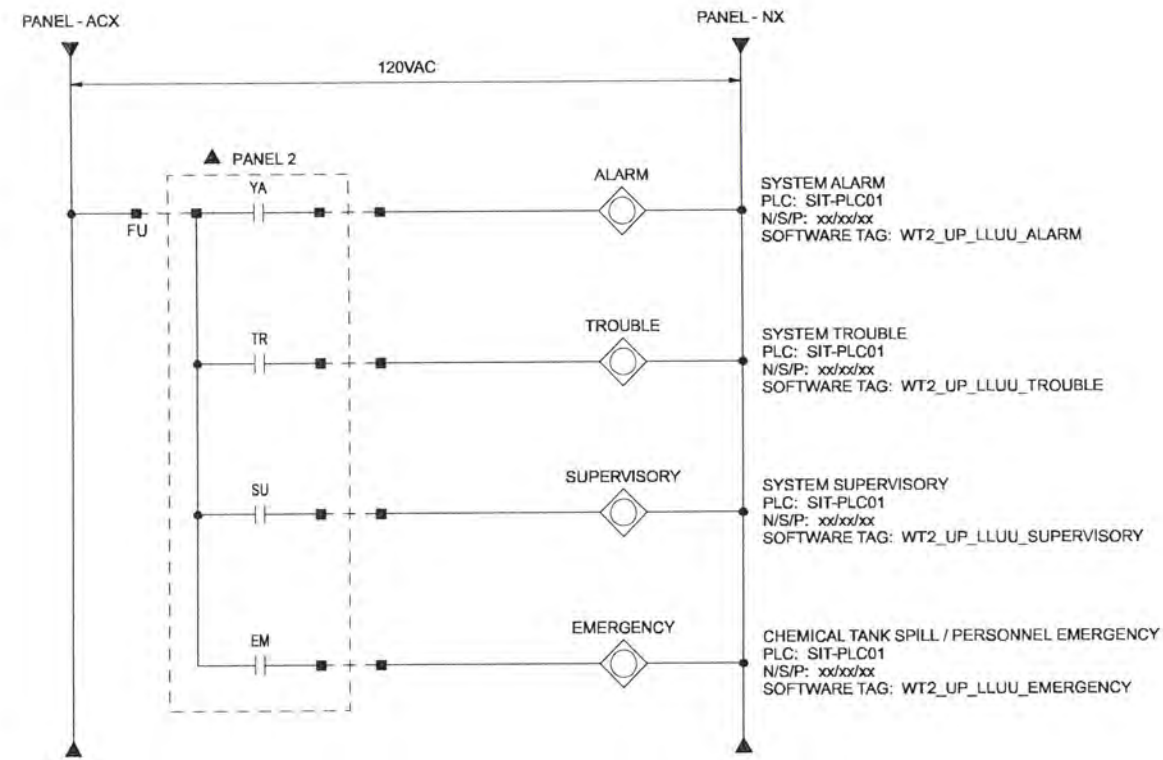 PANEL - ACX
PANEL - NX
120VAC
PANEL 2
YA
ALARM
FU
SYSTEM ALARM
PLC: SIT-PLC01
N/S/P: xx/xx/xx
SOFTWARE TAG: WT2_UP_LLUU_ALARM
TR
TROUBLE
SYSTEM TROUBLE
PLC: SIT-PLC01
N/S/P: xx/xx/xx
SOFTWARE TAG: WT2_UP_LLUU_TROUBLE
SU
SUPERVISORY
SYSTEM SUPERVISORY
PLC: SIT-PLC01
N/S/P: xx/xx/xx
SOFTWARE TAG: WT2_UP_LLUU_SUPERVISORY
EM
EMERGENCY
CHEMICAL TANK SPILL / PERSONNEL EMERGENCY
PLC: SIT-PLC01
N/S/P: xx/xx/xx
SOFTWARE TAG: WT2_UP_LLUU_EMERGENCY